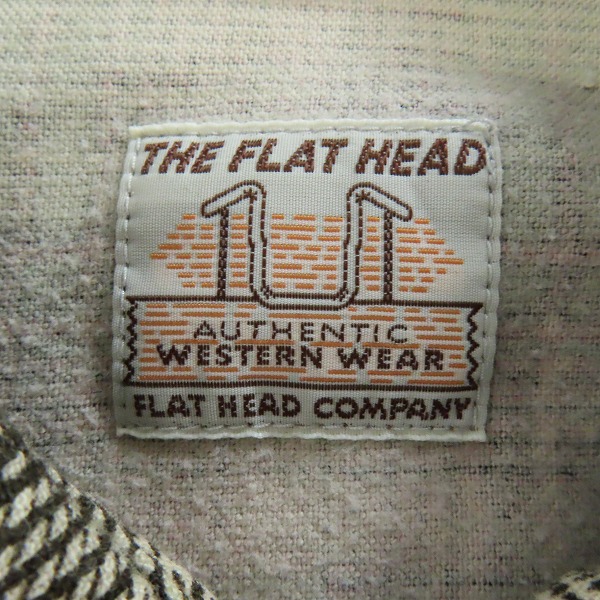 THE FLAT HEAD
AUTHENTIC
WESTERN WEAR
FLAT HEAD COMPANY